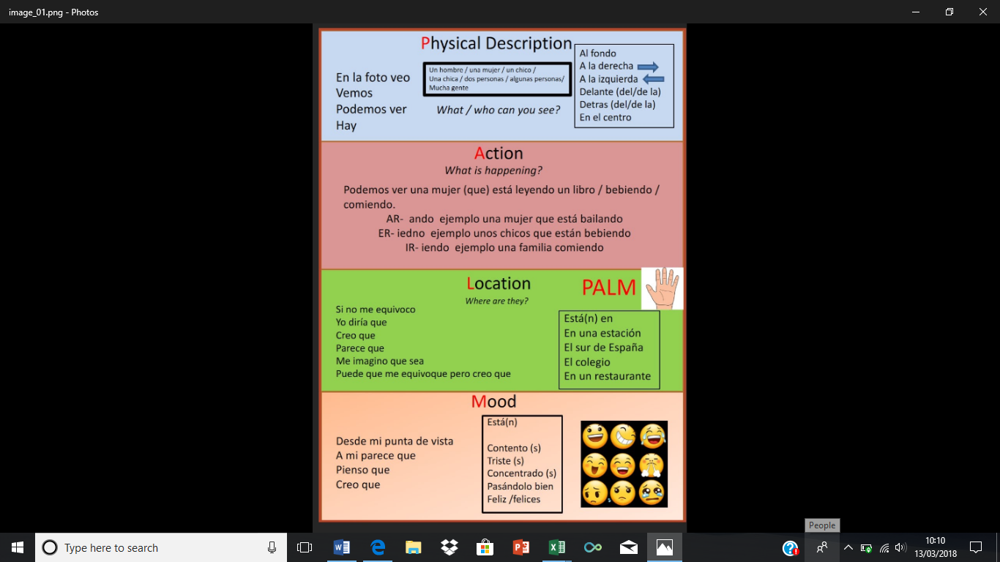 image_01.png - Photos
Physical Description
En la foto veo
Vemos
Podemos ver
Hay
Un hombre / una mujer / un chico /
Una chica / dos personas / algunas personas/
Mucha gente
What / who can you see?
Al fondo
A la derecha
A la izquierda
Delante (del/de la)
Detras (del/de la)
En el centro
Action
What is happening?
Podemos ver una mujer (que) está leyendo un libro / bebiendo /
comiendo.
AR- ando ejemplo una mujer que está bailando
ER- iedno ejemplo unos chicos que están bebiendo
IR- iendo ejemplo una familia comiendo
Location
Where are they?
PALM
Si no me equivoco
Yo diría que
Creo que
Parece que
Me imagino que sea
Puede que me equivoque pero creo que
Está(n) en
En una estación
El sur de España
El colegio
En un restaurante
Mood
Desde mi punta de vista
A mi parece que
Pienso que
Creo que
Está(n)
Contento (s)
Triste (s)
Concentrado (s)
Pasándolo bien
Feliz /felices
People
Type here to search
10:10
13/03/2018